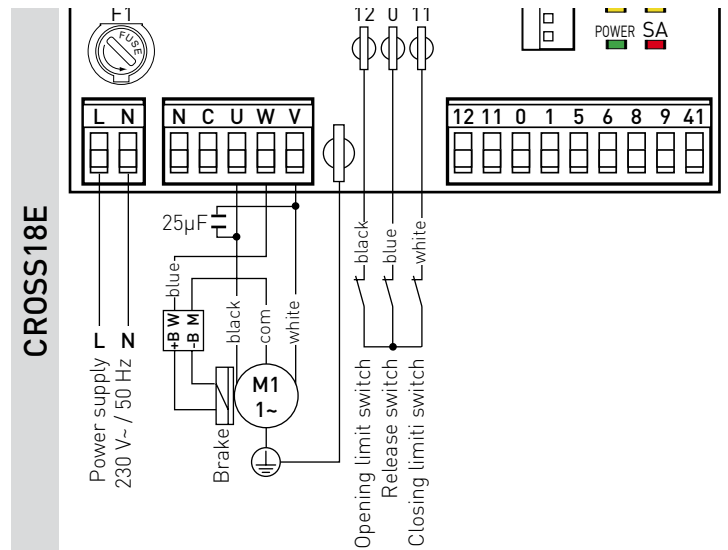 F1
FUSE
12 0 11
POWER SA
L N
N C U W V
12 11 0 1 5 6 8 9 41
CROSS18E
25µF
blue
black
com
white
black
blue
white
+B W
-B M
L N
Power supply
230 V~ / 50 Hz
M1
1~
Brake
Opening limit switch
Release switch
Closing limiti switch